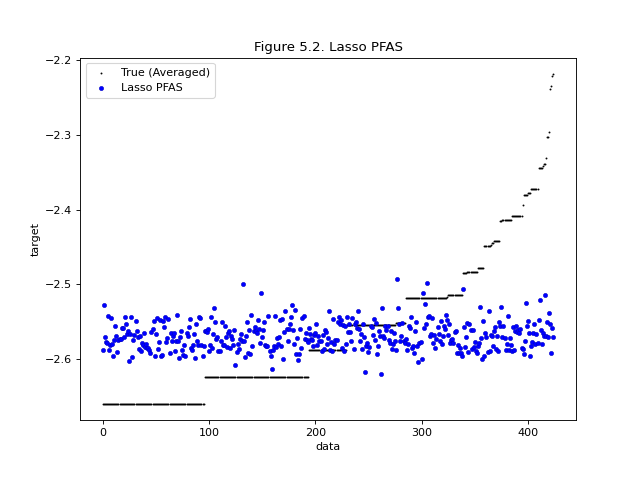 Figure 5.2. Lasso PFAS
True (Averaged)
Lasso PFAS
target
−2.2
−2.3
−2.4
−2.5
−2.6
0 100 200 300 400
data